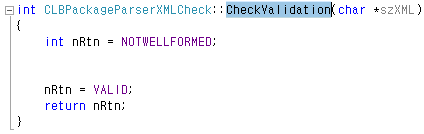 int CLBPackageParserXMLCheck::CheckValidation(char *szXML)
{
int nRtn = NOTWELLFORMED;
nRtn = VALID;
return nRtn;
}